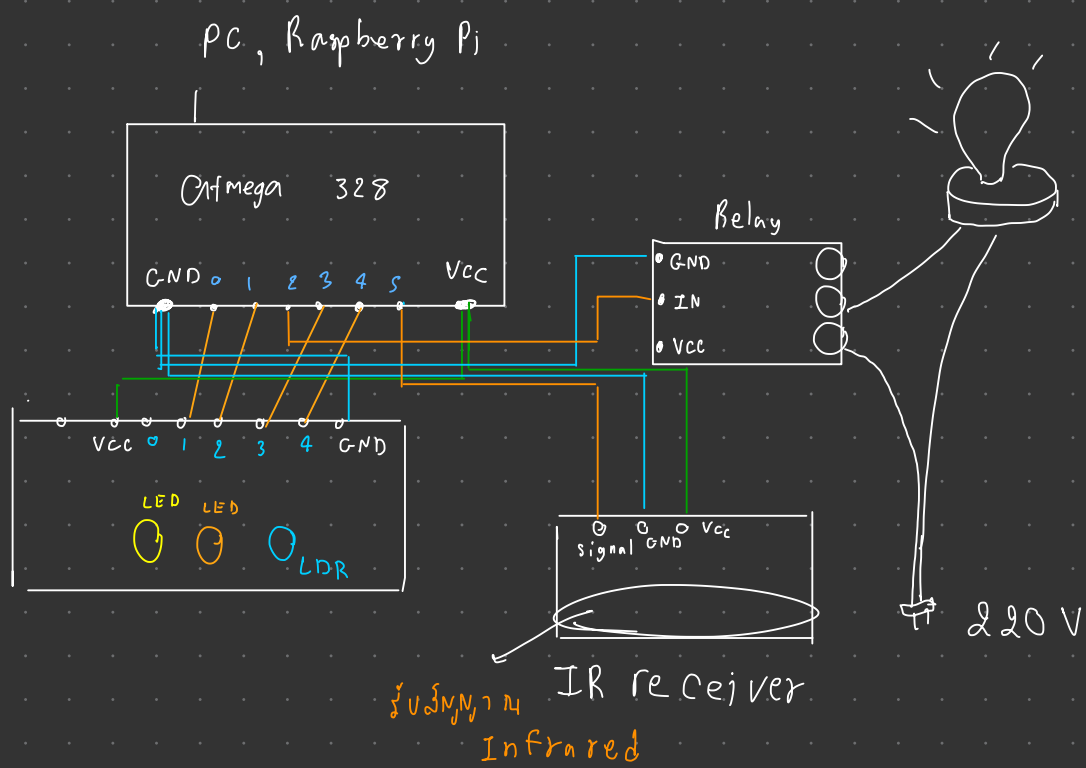 PC, Raspberry Pi
Atmega 328
GND 0 1 2 3 4 5 VCC
Relay
GND
IN
VCC
VCC 0 1 2 3 4 GND
LED LED
LDR
signal GND Vcc
220 V
IR receiver
รับสัญญาณ
Infrared